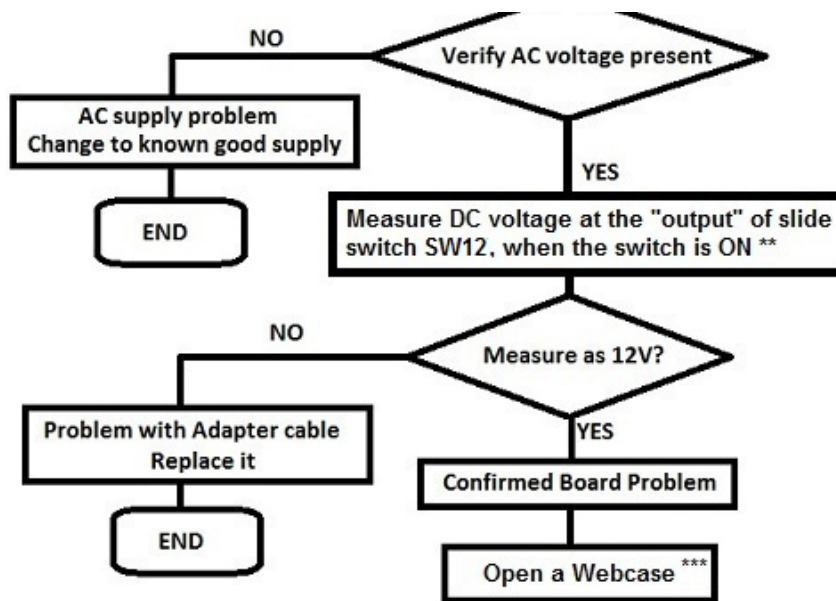 NO
Verify AC voltage present
AC supply problem
Change to known good supply
YES
END
Measure DC voltage at the "output" of slide
switch SW12, when the switch is ON **
NO
Measure as 12V?
Problem with Adapter cable
Replace it
YES
Confirmed Board Problem
END
Open a Webcase ***